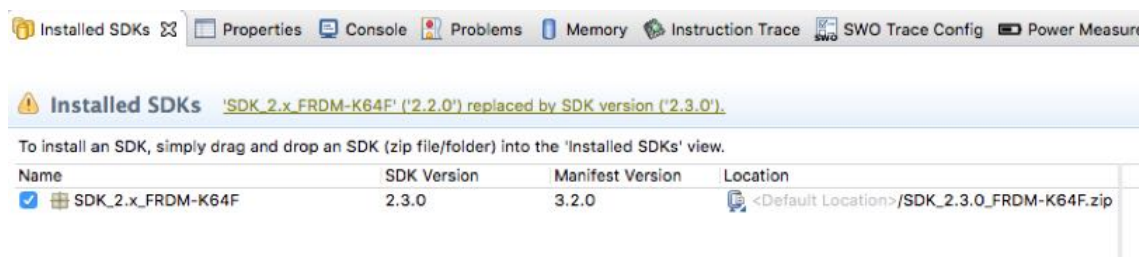 Installed SDKs Properties Console Problems Memory Instruction Trace SWO Trace Config Power Measure
Installed SDKs 'SDK_2.x_FRDM-K64F' ('2.2.0') replaced by SDK version ('2.3.0').
To install an SDK, simply drag and drop an SDK (zip file/folder) into the 'Installed SDKs' view.
Name SDK Version Manifest Version Location
SDK_2.x_FRDM-K64F 2.3.0 3.2.0 <Default Location>/SDK_2.3.0_FRDM-K64F.zip